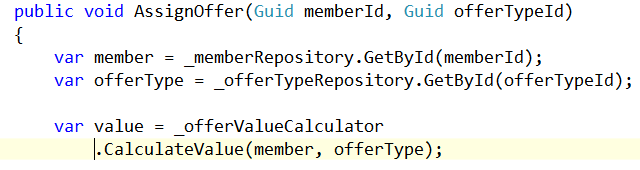 public void AssignOffer(Guid memberId, Guid offerTypeId)
{
    var member = _memberRepository.GetById(memberId);
    var offerType = _offerTypeRepository.GetById(offerTypeId);

    var value = _offerValueCalculator
        .CalculateValue(member, offerType);